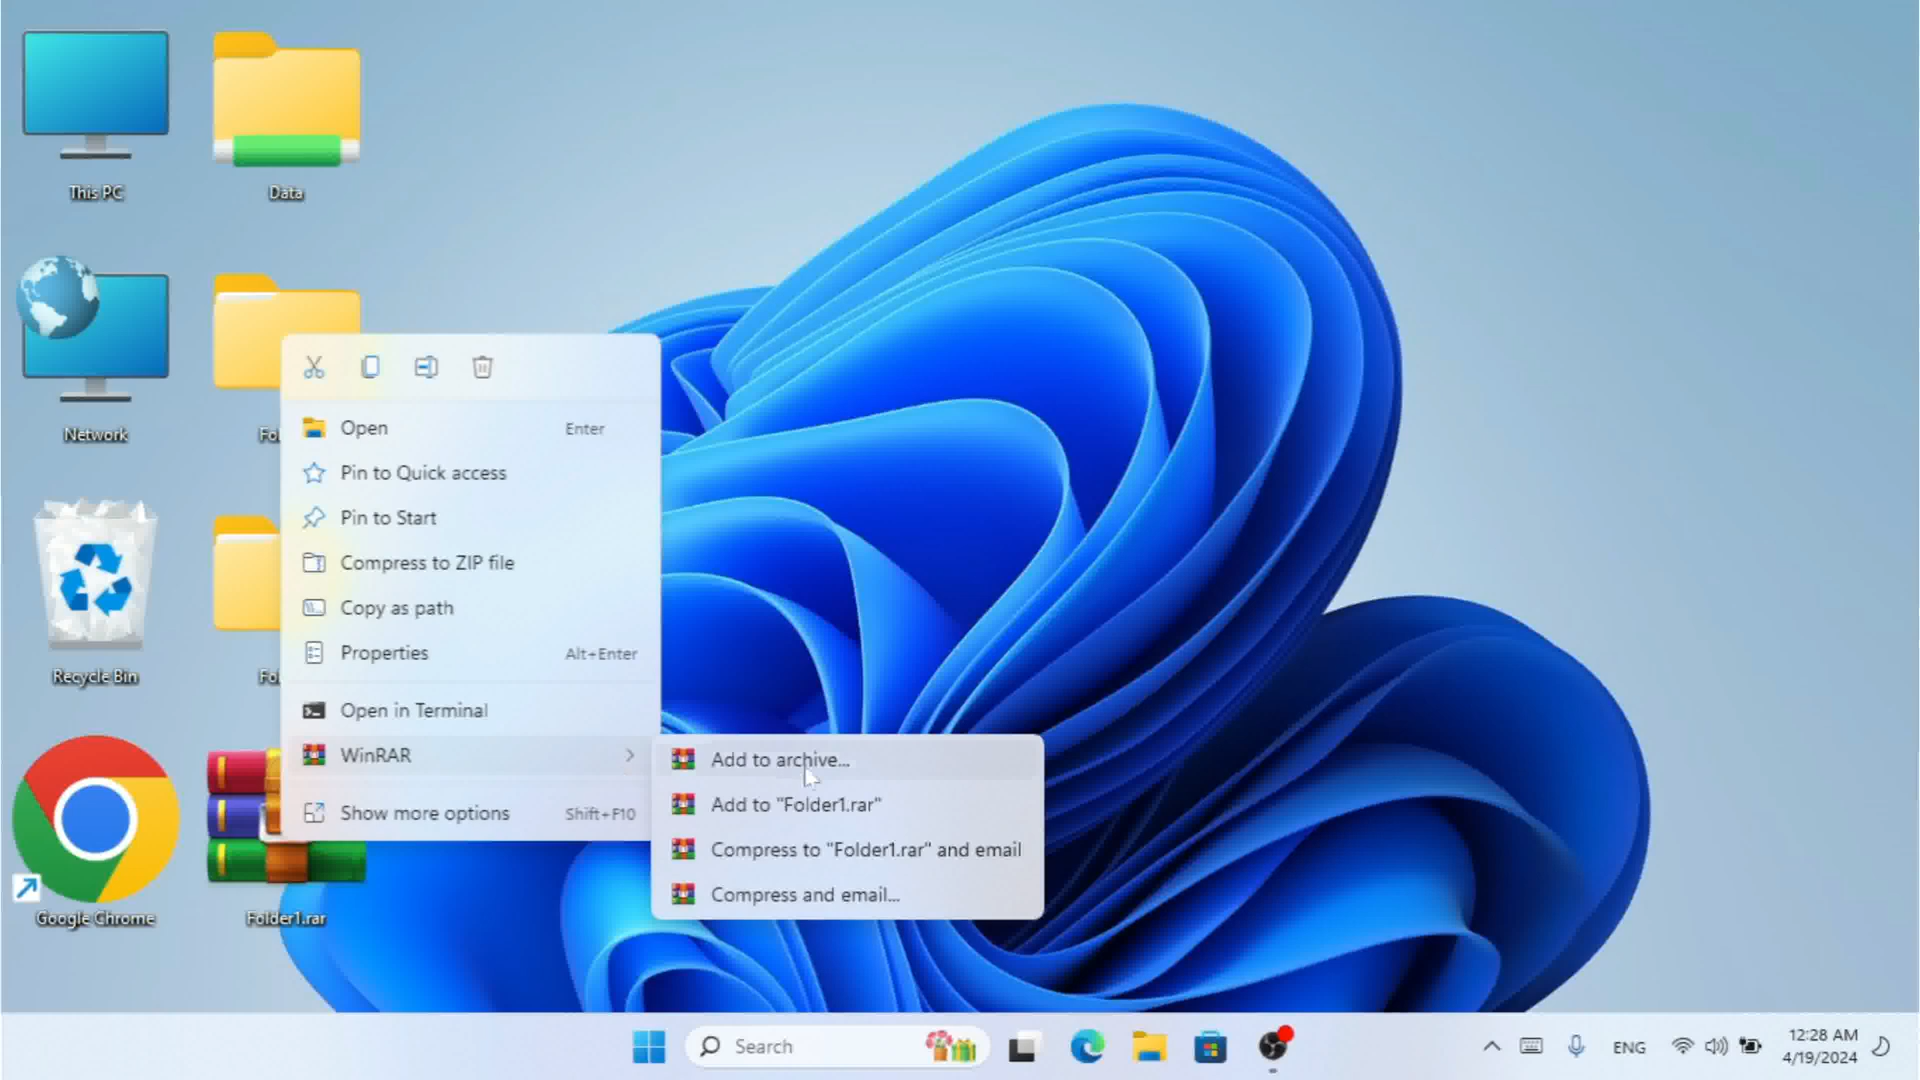 This PC
Data
Network
Fol
Recycle Bin
Fol
Google Chrome
Folder1.rar
Open Enter
Pin to Quick access
Pin to Start
Compress to ZIP file
Copy as path
Properties Alt+Enter
Open in Terminal
WinRAR
Show more options Shift+F10
Add to archive...
Add to "Folder1.rar"
Compress to "Folder1.rar" and email
Compress and email...
Search
ENG
12:28 AM
4/19/2024